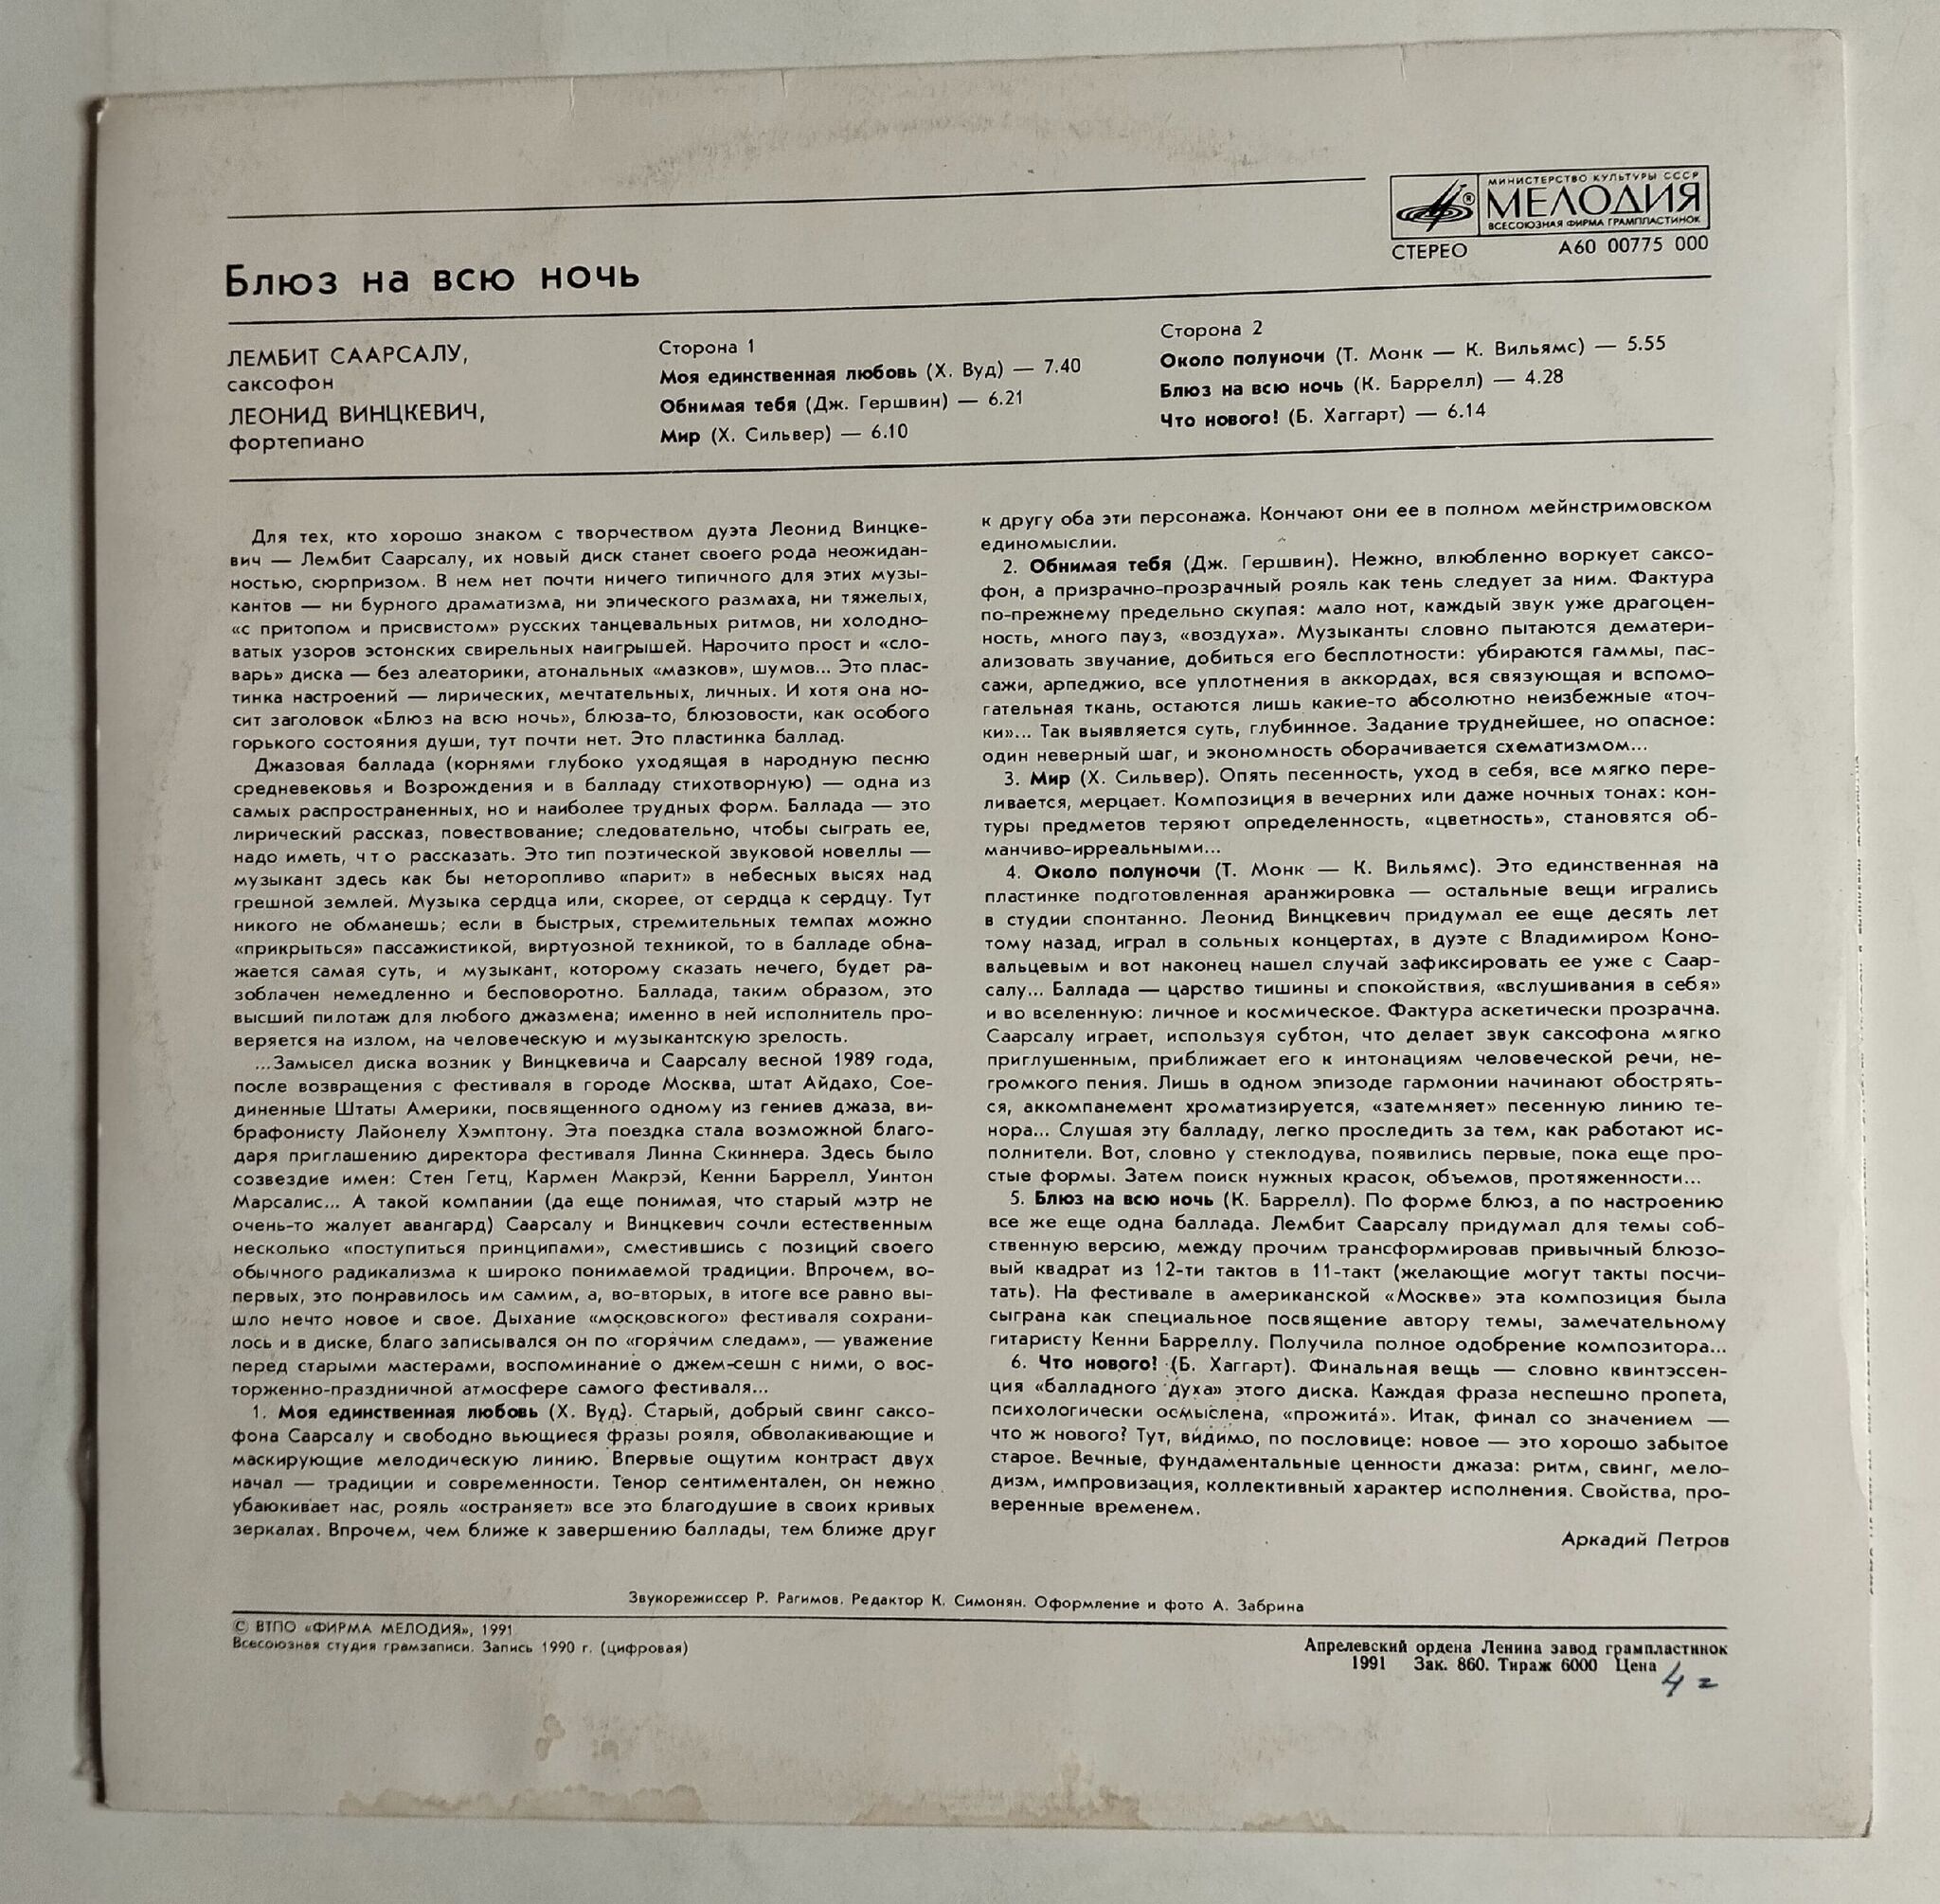 МИНИСТЕРСТВО КУЛЬТУРЫ СССР
МЕЛОДИЯ
ВСЕСОЮЗНАЯ ФИРМА ГРАМПЛАСТИНОК
СТЕРЕО А60 00775 000
Блюз на всю ночь
ЛЕМБИТ СААРСАЛУ,
саксофон
ЛЕОНИД ВИНЦКЕВИЧ,
фортепиано
Сторона 1
Моя единственная любовь (Х. Вуд) — 7.40
Обнимая тебя (Дж. Гершвин) — 6.21
Мир (Х. Сильвер) — 6.10
Сторона 2
Около полуночи (Т. Монк — К. Вильямс) — 5.55
Блюз на всю ночь (К. Баррелл) — 4.28
Что нового! (Б. Хаггарт) — 6.14
Для тех, кто хорошо знаком с творчеством дуэта Леонид Винцке-
вич — Лембит Саарсалу, их новый диск станет своего рода неожидан-
ностью, сюрпризом. В нем нет почти ничего типичного для этих музы-
кантов — ни бурного драматизма, ни эпического размаха, ни тяжелых,
«с притопом и присвистом» русских танцевальных ритмов, ни холодно-
ватых узоров эстонских свирельных наигрышей. Нарочито прост и «сло-
варь» диска — без алеаторики, атональных «мазков», шумов... Это плас-
тинка настроений — лирических, мечтательных, личных. И хотя она но-
сит заголовок «Блюз на всю ночь», блюза-то, блюзовости, как особого
горького состояния души, тут почти нет. Это пластинка баллад.
Джазовая баллада (корнями глубоко уходящая в народную песню
средневековья и Возрождения и в балладу стихотворную) — одна из
самых распространенных, но и наиболее трудных форм. Баллада — это
лирический рассказ, повествование; следовательно, чтобы сыграть ее,
надо иметь, что рассказать. Это тип поэтической звуковой новеллы —
музыкант здесь как бы неторопливо «парит» в небесных высях над
грешной землей. Музыка сердца или, скорее, от сердца к сердцу. Тут
никого не обманешь; если в быстрых, стремительных темпах можно
«прикрыться» пассажистикой, виртуозной техникой, то в балладе обна-
жается самая суть, и музыкант, которому сказать нечего, будет ра-
зоблачен немедленно и бесповоротно. Баллада, таким образом, это
высший пилотаж для любого джазмена; именно в ней исполнитель про-
веряется на излом, на человеческую и музыкантскую зрелость.
...Замысел диска возник у Винцкевича и Саарсалу весной 1989 года,
после возвращения с фестиваля в городе Москва, штат Айдахо, Сое-
диненные Штаты Америки, посвященного одному из гениев джаза, ви-
брафонисту Лайонелу Хэмптону. Эта поездка стала возможной благо-
даря приглашению директора фестиваля Линна Скиннера. Здесь было
созвездие имен: Стен Гетц, Кармен Макрэй, Кенни Баррелл, Уинтон
Марсалис... А такой компании (да еще понимая, что старый мэтр не
очень-то жалует авангард) Саарсалу и Винцкевич сочли естественным
несколько «поступиться принципами», сместившись с позиций своего
обычного радикализма к широко понимаемой традиции. Впрочем, во-
первых, это понравилось им самим, а, во-вторых, в итоге все равно вы-
шло нечто новое и свое. Дыхание «московского» фестиваля сохрани-
лось и в диске, благо записывался он по «горячим следам», — уважение
перед старыми мастерами, воспоминание о джем-сешн с ними, о вос-
торженно-праздничной атмосфере самого фестиваля...
1. Моя единственная любовь (Х. Вуд). Старый, добрый свинг саксо-
фона Саарсалу и свободно вьющиеся фразы рояля, обволакивающие и
маскирующие мелодическую линию. Впервые ощутим контраст двух
начал — традиции и современности. Тенор сентиментален, он нежно
убаюкивает нас, рояль «остраняет» все это благодушие в своих кривых
зеркалах. Впрочем, чем ближе к завершению баллады, тем ближе друг
к другу оба эти персонажа. Кончают они ее в полном мейнстримовском
единомыслии.
2. Обнимая тебя (Дж. Гершвин). Нежно, влюбленно воркует саксо-
фон, а призрачно-прозрачный рояль как тень следует за ним. Фактура
по-прежнему предельно скупая: мало нот, каждый звук уже драгоцен-
ность, много пауз, «воздуха». Музыканты словно пытаются дематери-
ализовать звучание, добиться его бесплотности: убираются гаммы, пас-
сажи, арпеджио, все уплотнения в аккордах, вся связующая и вспомо-
гательная ткань, остаются лишь какие-то абсолютно неизбежные «точ-
ки»... Так выявляется суть, глубинное. Задание труднейшее, но опасное:
один неверный шаг, и экономность оборачивается схематизмом...
3. Мир (Х. Сильвер). Опять песенность, уход в себя, все мягко пере-
ливается, мерцает. Композиция в вечерних или даже ночных тонах: кон-
туры предметов теряют определенность, «цветность», становятся об-
манчиво-ирреальными...
4. Около полуночи (Т. Монк — К. Вильямс). Это единственная на
пластинке подготовленная аранжировка — остальные вещи игрались
в студии спонтанно. Леонид Винцкевич придумал ее еще десять лет
тому назад, играл в сольных концертах, в дуэте с Владимиром Коно-
вальцевым и вот наконец нашел случай зафиксировать ее уже с Саар-
салу... Баллада — царство тишины и спокойствия, «вслушивания в себя»
и во вселенную: личное и космическое. Фактура аскетически прозрачна.
Саарсалу играет, используя субтон, что делает звук саксофона мягко
приглушенным, приближает его к интонациям человеческой речи, не-
громкого пения. Лишь в одном эпизоде гармонии начинают обострять-
ся, аккомпанемент хроматизируется, «затемняет» песенную линию те-
нора... Слушая эту балладу, легко проследить за тем, как работают ис-
полнители. Вот, словно у стеклодува, появились первые, пока еще про-
стые формы. Затем поиск нужных красок, объемов, протяженности...
5. Блюз на всю ночь (К. Баррелл). По форме блюз, а по настроению
все же еще одна баллада. Лембит Саарсалу придумал для темы соб-
ственную версию, между прочим трансформировав привычный блюзо-
вый квадрат из 12-ти тактов в 11-такт (желающие могут такты посчи-
тать). На фестивале в американской «Москве» эта композиция была
сыграна как специальное посвящение автору темы, замечательному
гитаристу Кенни Барреллу. Получила полное одобрение композитора...
6. Что нового! (Б. Хаггарт). Финальная вещь — словно квинтэссен-
ция «балладного духа» этого диска. Каждая фраза неспешно пропета,
психологически осмыслена, «прожита́». Итак, финал со значением —
что ж нового? Тут, видимо, по пословице: новое — это хорошо забытое
старое. Вечные, фундаментальные ценности джаза: ритм, свинг, мело-
дизм, импровизация, коллективный характер исполнения. Свойства, про-
веренные временем.
Аркадий Петров
Звукорежиссер Р. Рагимов. Редактор К. Симонян. Оформление и фото А. Забрина
© ВТПО «ФИРМА МЕЛОДИЯ», 1991
Всесоюзная студия грамзаписи. Запись 1990 г. (цифровая)
Апрелевский ордена Ленина завод грампластинок
1991 Зак. 860. Тираж 6000 Цена 4=